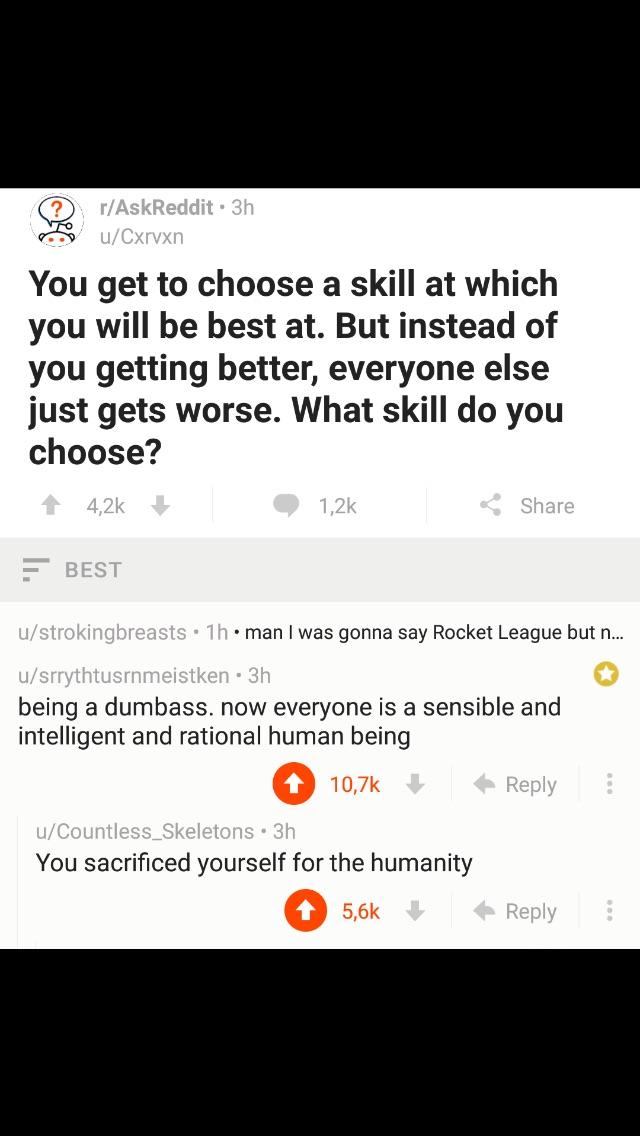 r/AskReddit • 3h
u/Cxrvxn
You get to choose a skill at which
you will be best at. But instead of
you getting better, everyone else
just gets worse. What skill do you
choose?
4,2k 1,2k Share
BEST
u/strokingbreasts • 1h • man I was gonna say Rocket League but n...
u/srrythtusrnmeistken • 3h
being a dumbass. now everyone is a sensible and
intelligent and rational human being
10,7k Reply
u/Countless_Skeletons • 3h
You sacrificed yourself for the humanity
5,6k Reply